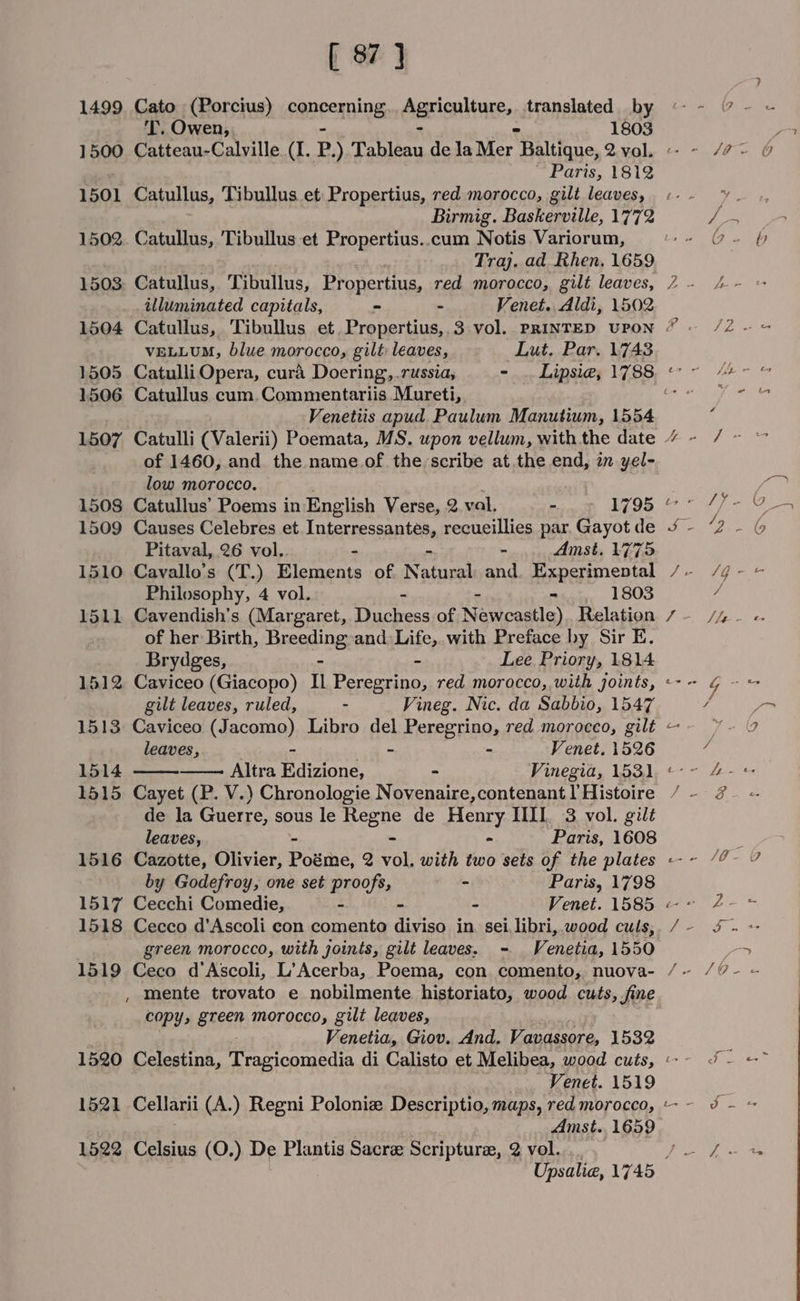 [ 87 ]
1499 Cato (Porcius) concerning Agriculture, translated by
T. Owen, - - - 1803
1500 Catteau-Calville (I. P.) Tableau de la Mer Baltique, 2 vol.
Paris, 1812
1501 Catullus, Tibullus et Propertius, red morocco, gilt leaves,
Birmig. Baskerville, 1772
1502 Catullus, Tibullus et Propertius cum Notis Variorum,
Traj. ad Rhen. 1659
1503 Catullus, Tibullus, Propertius, red morocco, gilt leaves,
illuminated capitals, - - Venet. Aldi, 1502
1504 Catullus, Tibullus et Propertius, 3 vol. PRINTED UPON
VELLUM, blue morocco, gilt leaves, Lut. Par. 1743
1505 Catulli Opera, curâ Doering, russia, - Lipsiæ, 1788
1506 Catullus cum Commentariis Mureti,
Venetiis apud Paulum Manutium, 1554
1507 Catulli (Valerii) Poemata, MS. upon vellum, with the date
of 1460, and the name of the scribe at the end, in yel-
low morocco.
1508 Catullus' Poems in English Verse, 2 vol. - 1795
1509 Causes Celebres et Interressantes, recueillies par Gayot de
Pitaval, 26 vol. - - - Amst. 1775
1510 Cavallo's (T.) Elements of Natural and Experimental
Philosophy, 4 vol. - - - 1803
1511 Cavendish's (Margaret, Duchess of Newcastle) Relation
of her Birth, Breeding and Life, with Preface by Sir E.
Brydges, - - Lee Priory, 1814
1512 Caviceo (Giacopo) Il Peregrino, red morocco, with joints,
gilt leaves, ruled, - Vineg. Nic. da Sabbio, 1547
1513 Caviceo (Jacomo) Libro del Peregrino, red morocco, gilt
leaves, - - - Venet. 1526
1514 ——— Altra Edizione, - Vinegia, 1531
1515 Cayet (P. V.) Chronologie Novenaire, contenant l'Histoire
de la Guerre, sous le Regne de Henry IIII. 3 vol. gilt
leaves, - - - Paris, 1608
1516 Cazotte, Olivier, Poëme, 2 vol. with two sets of the plates
by Godefroy, one set proofs, - Paris, 1798
1517 Cecchi Comedie, - - - Venet. 1585
1518 Cecco d'Ascoli con comento diviso in sei libri, wood cuts,
green morocco, with joints, gilt leaves. - Venetia, 1550
1519 Ceco d'Ascoli, L'Acerba, Poema, con comento, nuova-
mente trovato e nobilmente historiato, wood cuts, fine
copy, green morocco, gilt leaves,
Venetia, Giov. And. Vavassore, 1532
1520 Celestina, Tragicomedia di Calisto et Melibea, wood cuts,
Venet. 1519
1521 Cellarii (A.) Regni Poloniæ Descriptio, maps, red morocco,
Amst. 1659
1522 Celsius (O.) De Plantis Sacræ Scripturæ, 2 vol.
Upsaliæ, 1745